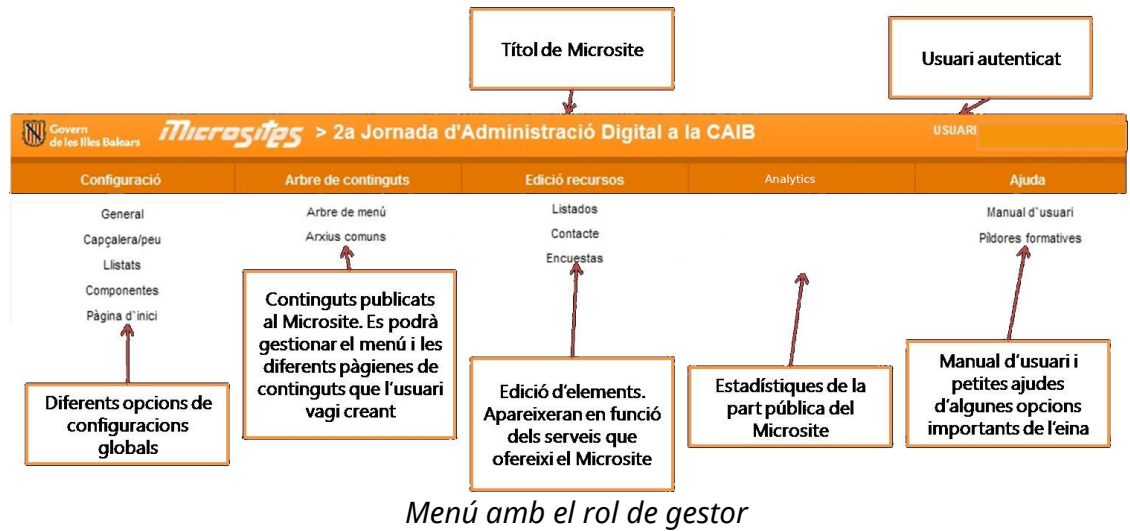 Títol de Microsite
Usuari autenticat
Govern
de les Illes Balears
Microsites > 2a Jornada d'Administració Digital a la CAIB
USUARI
Configuració
Arbre de continguts
Edició recursos
Analytics
Ajuda
General
Capçalera/peu
Llistats
Componentes
Pàgina d`inici
Arbre de menú
Arxius comuns
Listados
Contacte
Encuestas
Manual d`usuari
Píldores formatives
Diferents opcions de
configuracions
globals
Continguts publicats
al Microsite. Es podrà
gestionar el menú i les
diferents pàgienes de
continguts que l'usuari
vagi creant
Edició d'elements.
Apareixeran en funció
dels serveis que
ofereixi el Microsite
Estadístiques de la
part pública del
Microsite
Manual d'usuari i
petites ajudes
d'algunes opcions
importants de l'eina
Menú amb el rol de gestor